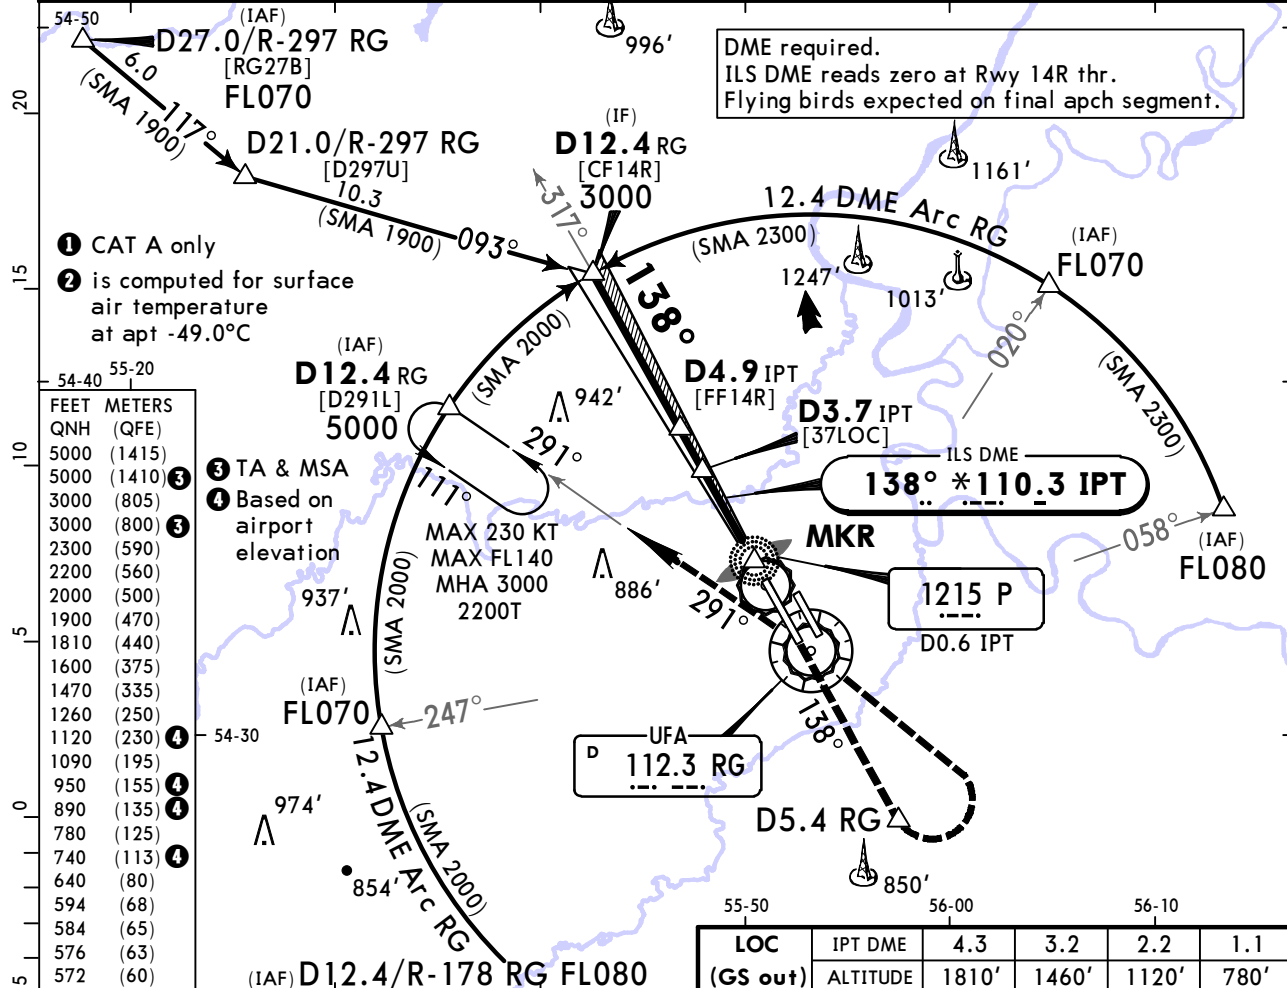 54-50
(IAF)
D27.0/R-297 RG
[RG27B]
FL070
6.0
(SMA 1900)
117°
D21.0/R-297 RG
[D297U]
10.3
(SMA 1900)
093°
996'
DME required.
ILS DME reads zero at Rwy 14R thr.
Flying birds expected on final apch segment.
(IF)
D12.4 RG
[CF14R]
3000
317°
1161'
12.4 DME Arc RG
(SMA 2300)
1247'
1013'
(IAF)
FL070
020°
(SMA 2300)
058°
(IAF)
FL080
20
15
10
5
0
5
❶ CAT A only
❷ is computed for surface
air temperature
at apt -49.0°C
55-20
54-40
(IAF)
D12.4 RG
[D291L]
5000
(SMA 2000)
138°
942'
D4.9 IPT
[FF14R]
D3.7 IPT
[37LOC]
ILS DME
138° *110.3 IPT
MKR
1215 P
D0.6 IPT
291°
111°
MAX 230 KT
MAX FL140
MHA 3000
2200T
886'
291°
❸ TA & MSA
❹ Based on
airport
elevation
937'
(SMA 2000)
(IAF)
FL070
247°
54-30
UFA
D 112.3 RG
138°
D5.4 RG
850'
974'
854'
12.4 DME Arc RG
(SMA 2000)
(IAF) D12.4/R-178 RG FL080
55-50
56-00
56-10
FEET METERS
QNH (QFE)
5000 (1415)
5000 (1410) ❸
3000 (805)
3000 (800) ❸
2300 (590)
2200 (560)
2000 (500)
1900 (470)
1810 (440)
1600 (375)
1470 (335)
1260 (250)
1120 (230) ❹
1090 (195)
950 (155) ❹
890 (135) ❹
780 (125)
740 (113) ❹
640 (80)
594 (68)
584 (65)
576 (63)
572 (60)
LOC IPT DME 4.3 3.2 2.2 1.1
(GS out) ALTITUDE 1810' 1460' 1120' 780'